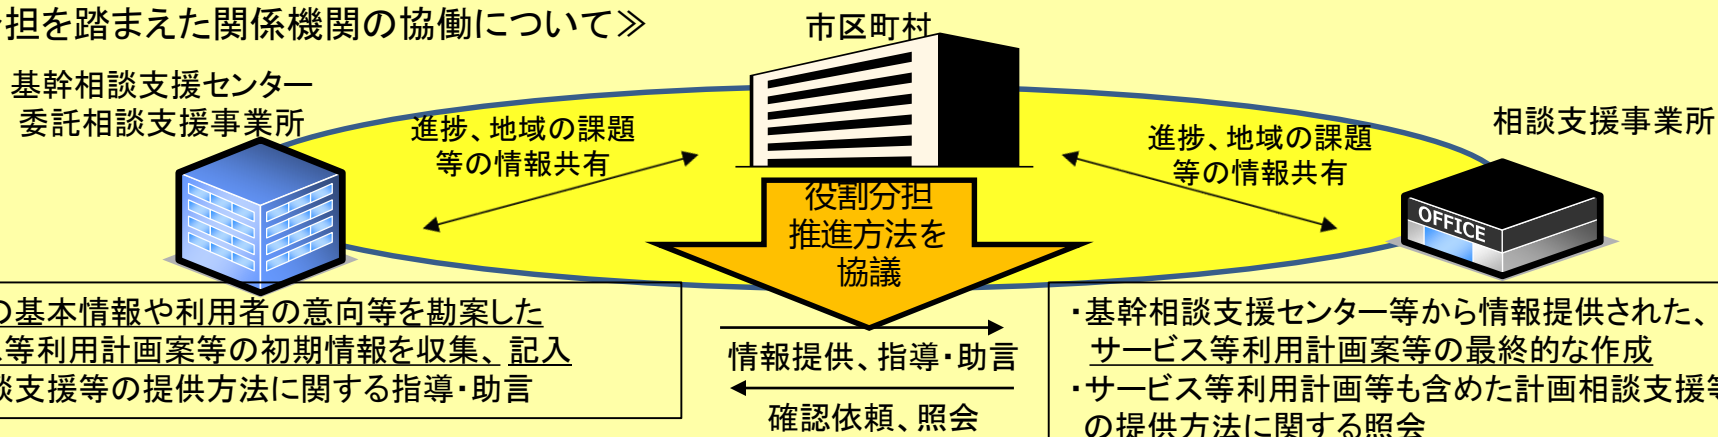 担を踏まえた関係機関の協働について≫
市区町村
基幹相談支援センター
委託相談支援事業所
相談支援事業所
進捗、地域の課題
等の情報共有
進捗、地域の課題
等の情報共有
OFFICE
役割分担
推進方法を
協議
の基本情報や利用者の意向等を勘案した
等利用計画案等の初期情報を収集、記入
談支援等の提供方法に関する指導・助言
情報提供、指導・助言
確認依頼、照会
・基幹相談支援センター等から情報提供された、
サービス等利用計画案等の最終的な作成
・サービス等利用計画等も含めた計画相談支援等
の提供方法に関する照会